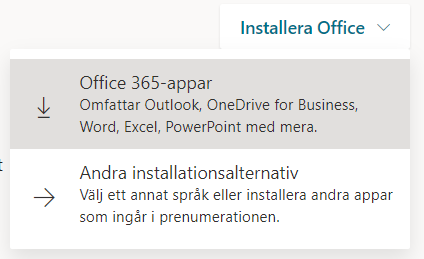 Installera Office
Office 365-appar
Omfattar Outlook, OneDrive for Business,
Word, Excel, PowerPoint med mera.
Andra installationsalternativ
Välj ett annat språk eller installera andra appar
som ingår i prenumerationen.